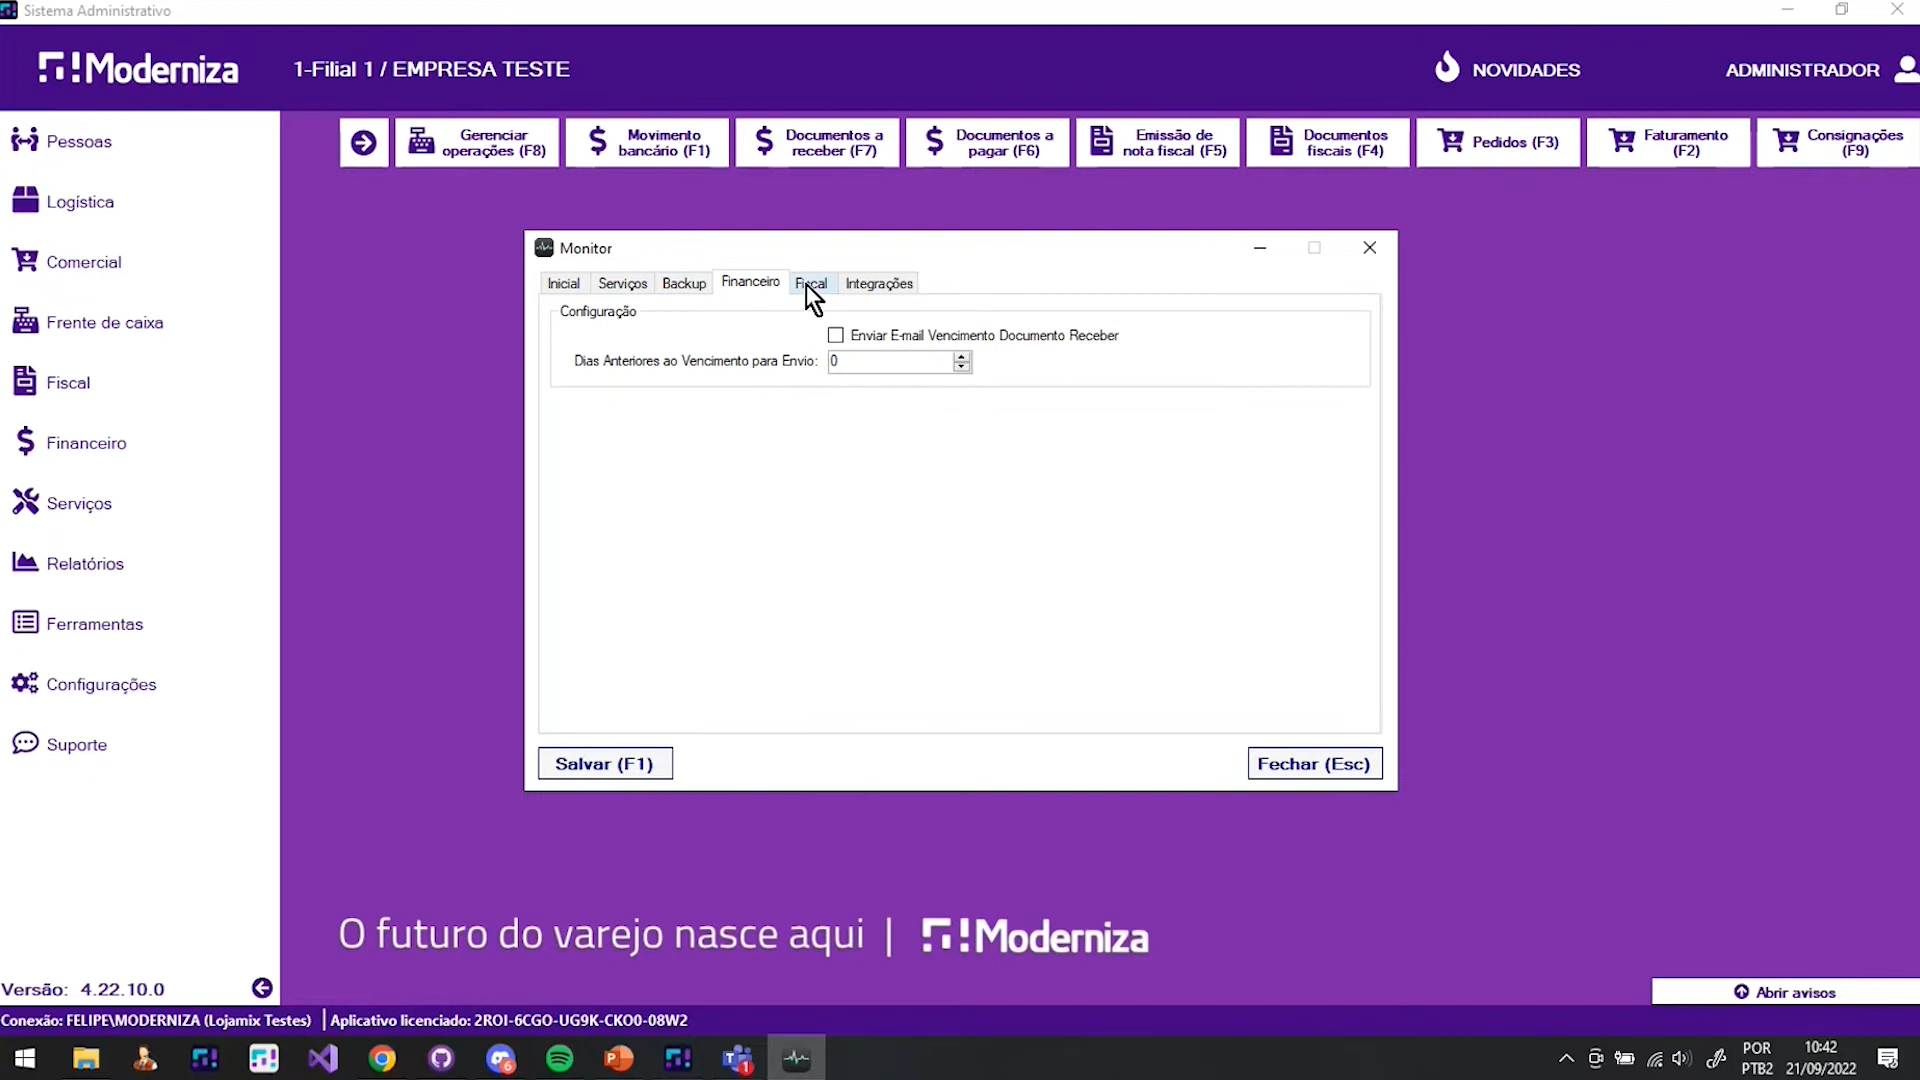 Sistema Administrativo
Moderniza
1-Filial 1 / EMPRESA TESTE
NOVIDADES
ADMINISTRADOR
Pessoas
Logística
Comercial
Frente de caixa
Fiscal
Financeiro
Serviços
Relatórios
Ferramentas
Configurações
Suporte
Gerenciar
operações (F8)
Movimento
bancário (F1)
Documentos a
receber (F7)
Documentos a
pagar (F6)
Emissão de
nota fiscal (F5)
Documentos
fiscais (F4)
Pedidos (F3)
Faturamento
(F2)
Consignações
(F9)
Monitor
Inicial
Serviços
Backup
Financeiro
Fiscal
Integrações
Configuração
Enviar E-mail Vencimento Documento Receber
Dias Anteriores ao Vencimento para Envio: 0
Salvar (F1)
Fechar (Esc)
O futuro do varejo nasce aqui | Moderniza
Versão: 4.22.10.0
Abrir avisos
Conexão: FELIPE\MODERNIZA (Lojamix Testes) | Aplicativo licenciado: 2ROI-6CGO-UG9K-CKO0-08W2
6
1
POR
PTB2
10:42
21/09/2022